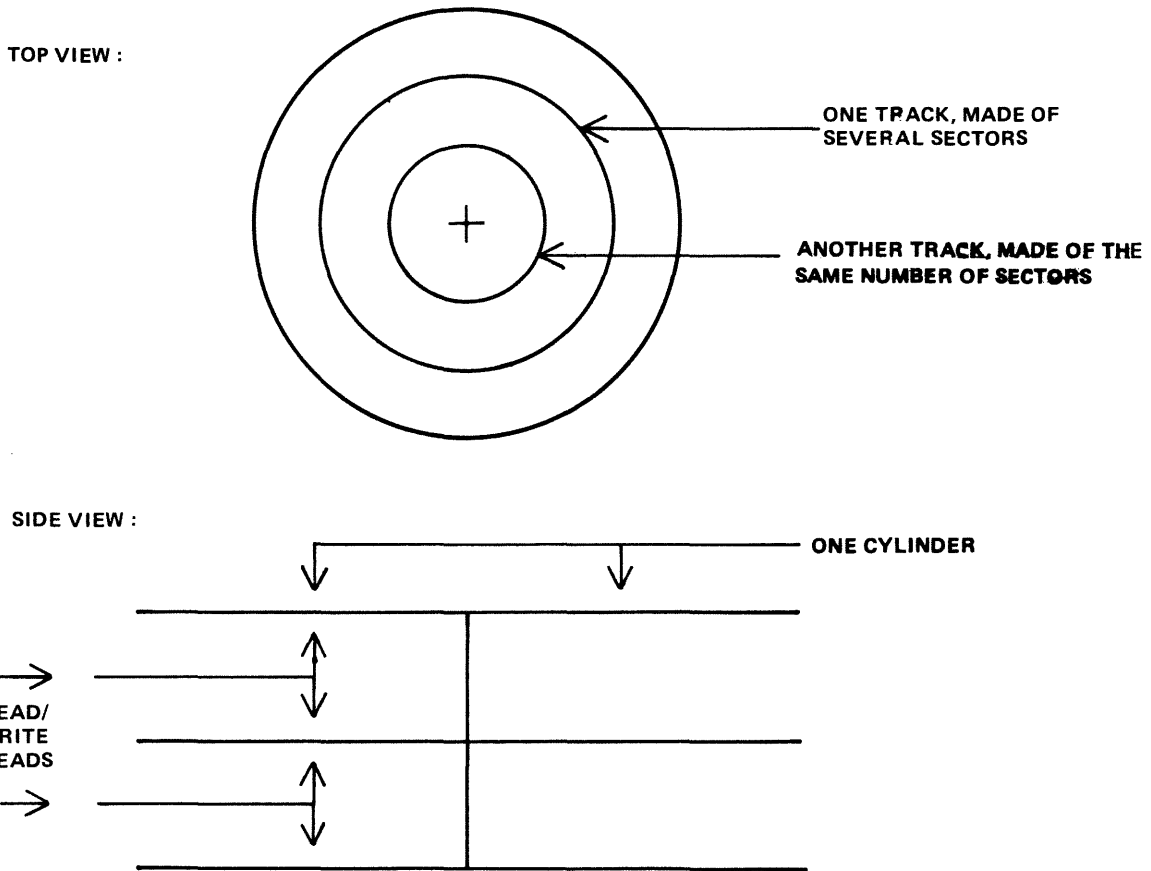 TOP VIEW :
ONE TRACK, MADE OF
SEVERAL SECTORS
ANOTHER TRACK, MADE OF THE
SAME NUMBER OF SECTORS
SIDE VIEW :
ONE CYLINDER
EAD/
RITE
EADS